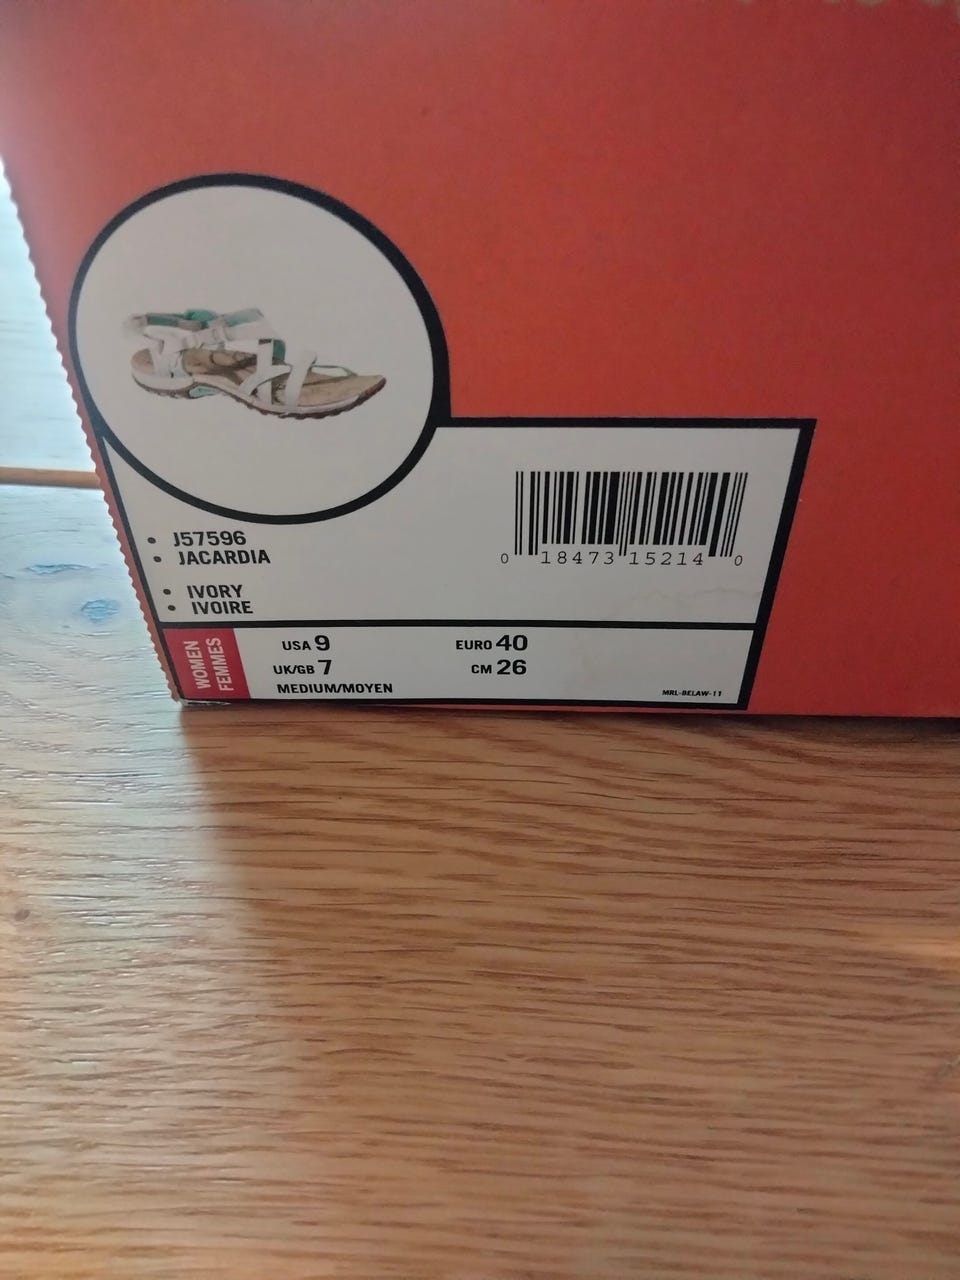 0 18473 15214 0
• J57596
• JACARDIA
• IVORY
• IVOIRE
WOMEN
FEMMES
USA 9 EURO 40
UK/GB 7 CM 26
MEDIUM/MOYEN MRL-BELAW-11